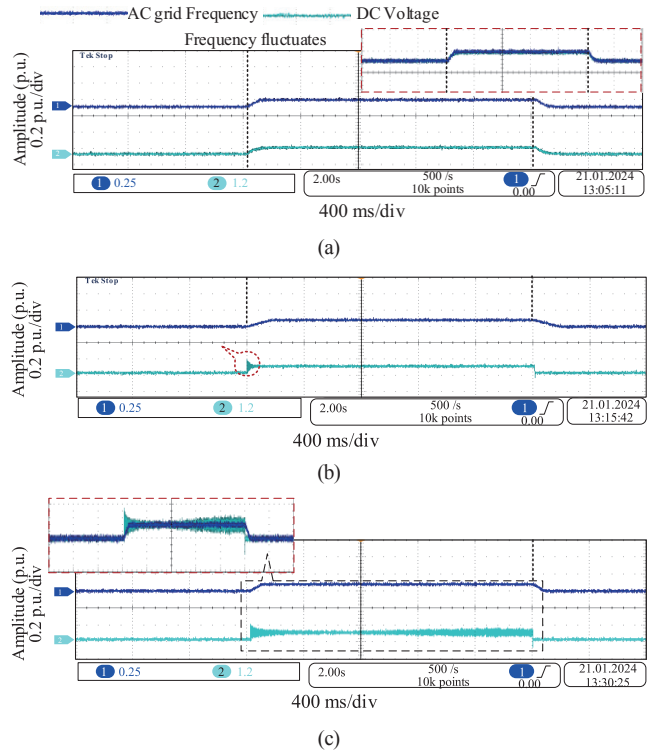 AC grid Frequency DC Voltage
Frequency fluctuates
Tek Stop
Amplitude (p.u.)
0.2 p.u./div
1
2
1 0.25 2 1.2
2.00s 500 /s 1
10k points 0.00
21.01.2024
13:05:11
400 ms/div
(a)
Tek Stop
Amplitude (p.u.)
0.2 p.u./div
1
2
1 0.25 2 1.2
2.00s 500 /s 1
10k points 0.00
21.01.2024
13:15:42
400 ms/div
(b)
Amplitude (p.u.)
0.2 p.u./div
1
2
1 0.25 2 1.2
2.00s 500 /s 1
10k points 0.00
21.01.2024
13:30:25
400 ms/div
(c)